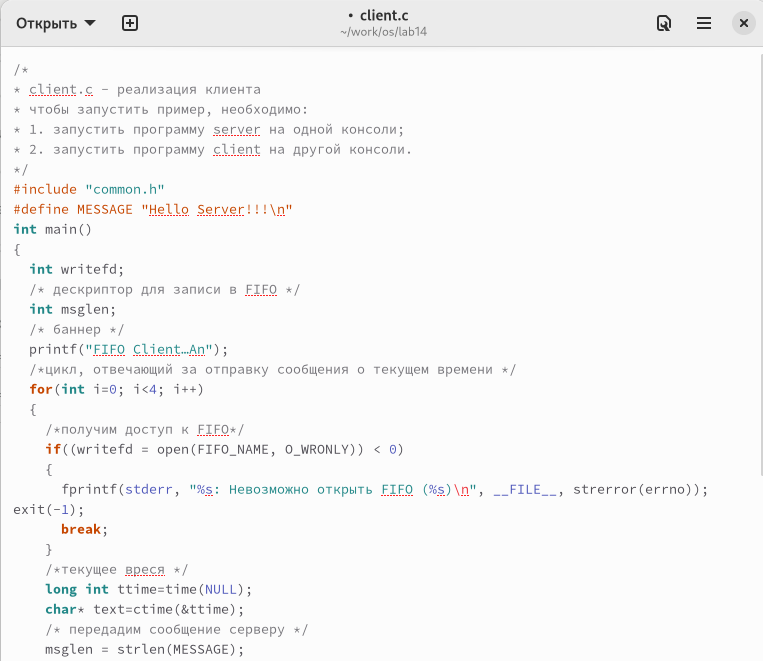 Открыть
• client.c
~/work/os/lab14
/*
* client.c - реализация клиента
* чтобы запустить пример, необходимо:
* 1. запустить программу server на одной консоли;
* 2. запустить программу client на другой консоли.
*/
#include "common.h"
#define MESSAGE "Hello Server!!!\n"
int main()
{
  int writefd;
  /* дескриптор для записи в FIFO */
  int msglen;
  /* баннер */
  printf("FIFO Client…An");
  /*цикл, отвечающий за отправку сообщения о текущем времени */
  for(int i=0; i<4; i++)
  {
    /*получим доступ к FIFO*/
    if((writefd = open(FIFO_NAME, O_WRONLY)) < 0)
    {
      fprintf(stderr, "%s: Невозможно открыть FIFO (%s)\n", __FILE__, strerror(errno));
exit(-1);
      break;
    }
    /*текущее вреся */
    long int ttime=time(NULL);
    char* text=ctime(&ttime);
    /* передадим сообщение серверу */
    msglen = strlen(MESSAGE);